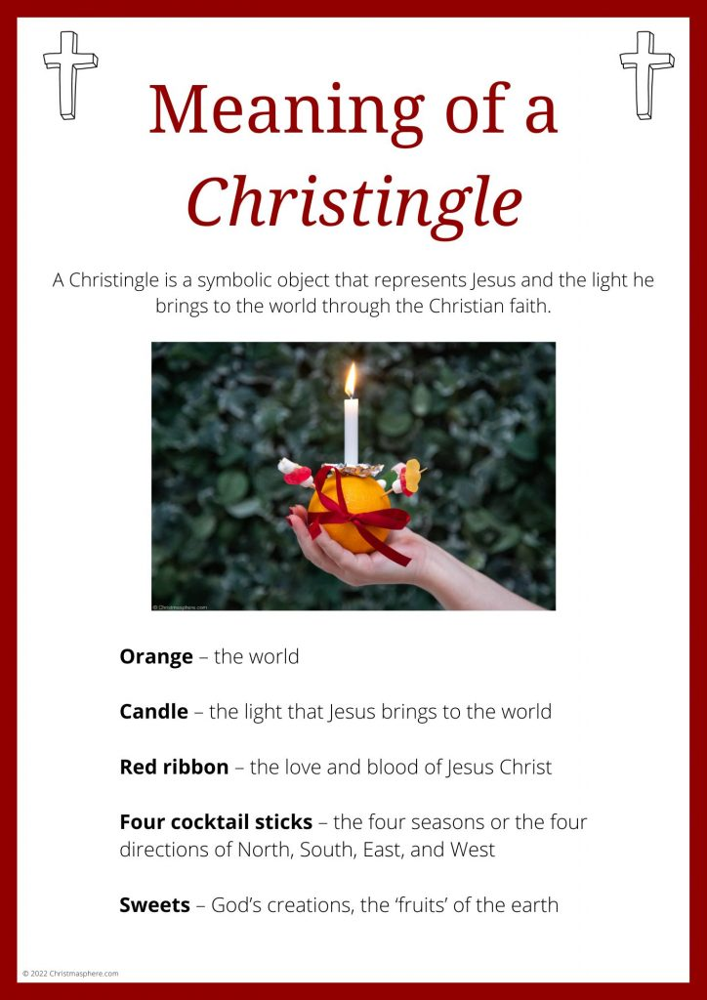 Meaning of a
Christingle
A Christingle is a symbolic object that represents Jesus and the light he
brings to the world through the Christian faith.
© Christmasphere.com
Orange – the world
Candle – the light that Jesus brings to the world
Red ribbon – the love and blood of Jesus Christ
Four cocktail sticks – the four seasons or the four
directions of North, South, East, and West
Sweets – God’s creations, the ‘fruits’ of the earth
© 2022 Christmasphere.com